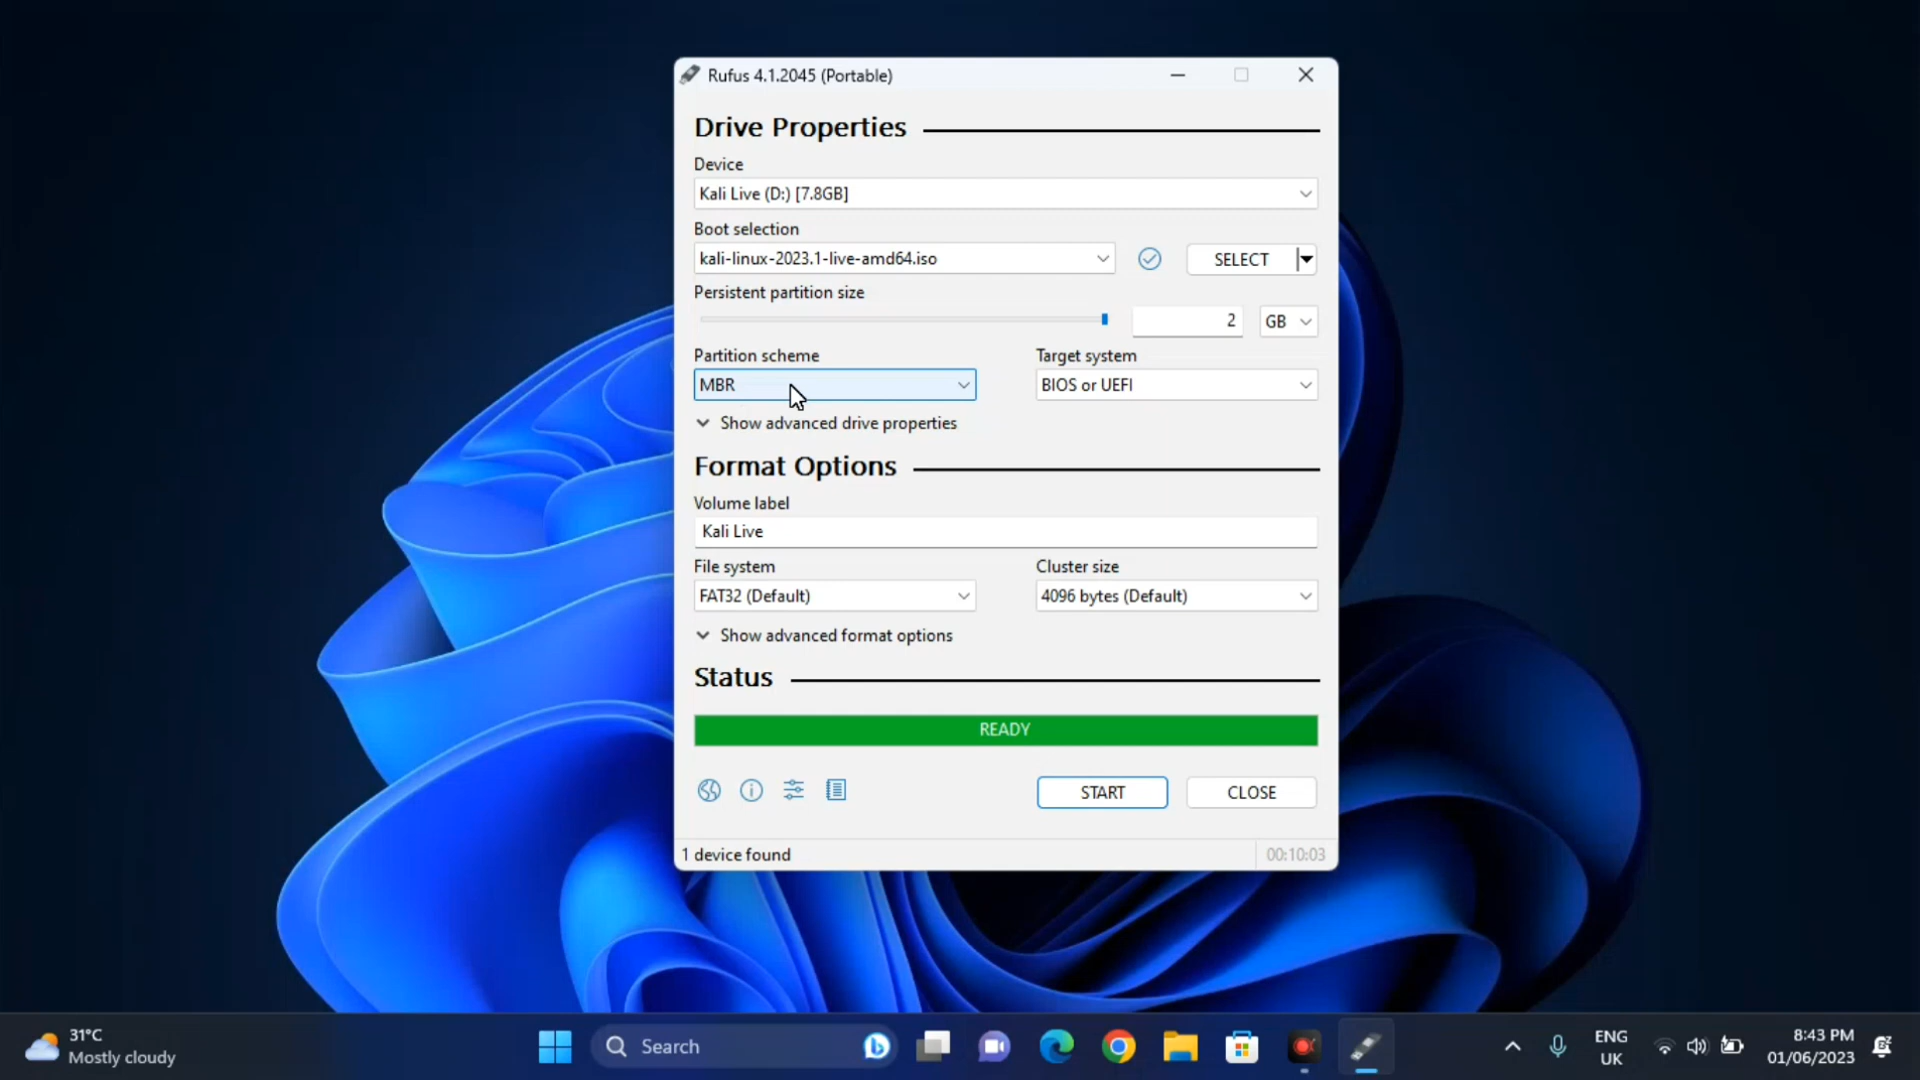 Rufus 4.1.2045 (Portable)
Drive Properties
Device
Kali Live (D:) [7.8GB]
Boot selection
kali-linux-2023.1-live-amd64.iso
SELECT
Persistent partition size
2
GB
Partition scheme
Target system
MBR
BIOS or UEFI
Show advanced drive properties
Format Options
Volume label
Kali Live
File system
Cluster size
FAT32 (Default)
4096 bytes (Default)
Show advanced format options
Status
READY
START
CLOSE
1 device found
00:10:03
31°C
Mostly cloudy
Search
ENG
UK
8:43 PM
01/06/2023